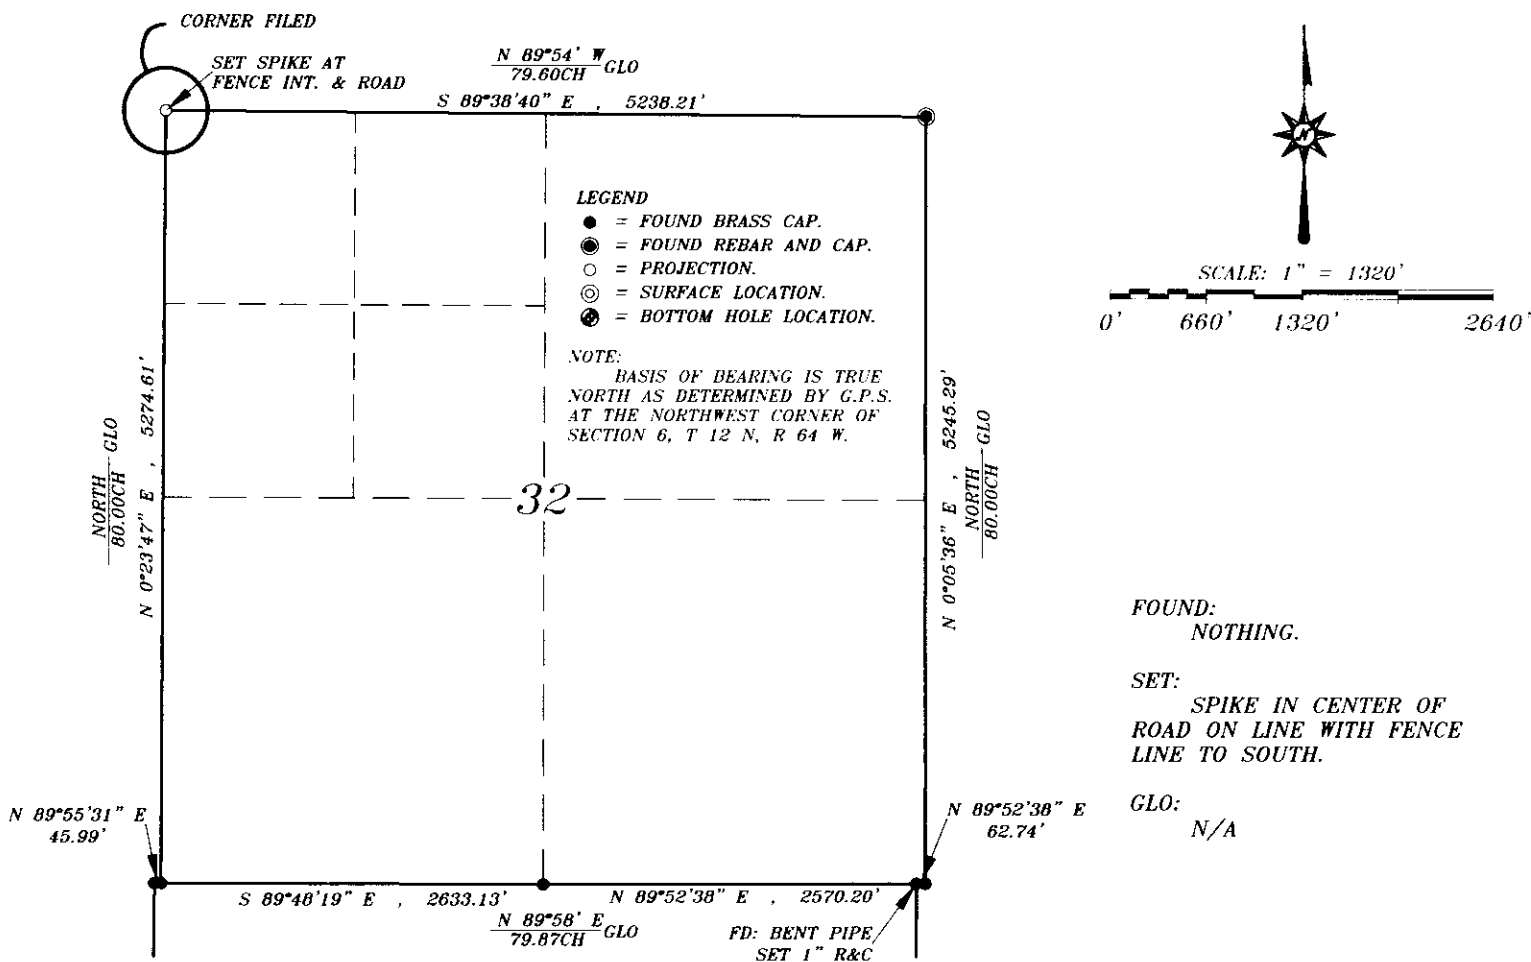 CORNER FILED
SET SPIKE AT
FENCE INT. & ROAD
N 89°54' W
79.60CH GLO
S 89°38'40" E , 5238.21'
LEGEND
= FOUND BRASS CAP.
= FOUND REBAR AND CAP.
= PROJECTION.
= SURFACE LOCATION.
= BOTTOM HOLE LOCATION.
NOTE:
BASIS OF BEARING IS TRUE
NORTH AS DETERMINED BY G.P.S.
AT THE NORTHWEST CORNER OF
SECTION 6, T 12 N, R 64 W.
N
SCALE: 1" = 1320'
0' 660' 1320' 2640'
NORTH
80.00CH GLO
N 0°23'47" E , 5274.61'
32
N 0°05'36" E , 5245.29'
NORTH
80.00CH GLO
FOUND:
NOTHING.
SET:
SPIKE IN CENTER OF
ROAD ON LINE WITH FENCE
LINE TO SOUTH.
GLO:
N/A
N 89°55'31" E
45.99'
N 89°52'38" E
62.74'
S 89°48'19" E , 2633.13'
N 89°52'38" E , 2570.20'
N 89°58' E
79.87CH GLO
FD: BENT PIPE
SET 1" R&C